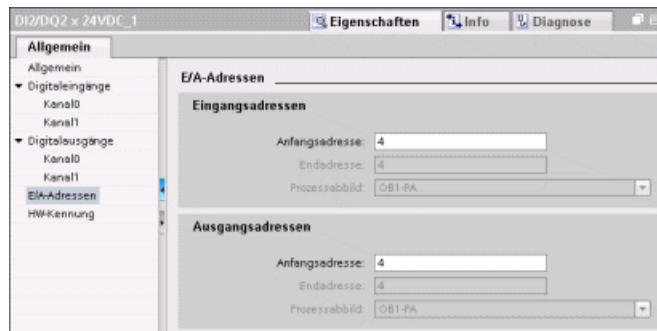 DI2/DQ2 x 24VDC_1
Eigenschaften
Info
Diagnose
Allgemein
Allgemein
Digitaleingänge
Kanal0
Kanal1
Digitalausgänge
Kanal0
Kanal1
E/A-Adressen
HW-Kennung
E/A-Adressen
Eingangsadressen
Anfangsadresse: 4
Endadresse: 4
Prozessabbild: OB1-PA
Ausgangsadressen
Anfangsadresse: 4
Endadresse: 4
Prozessabbild: OB1-PA